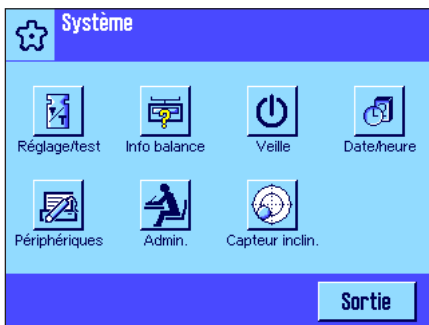 Système
Réglage/test Info balance Veille Date/heure
Périphériques Admin. Capteur inclin.
Sortie